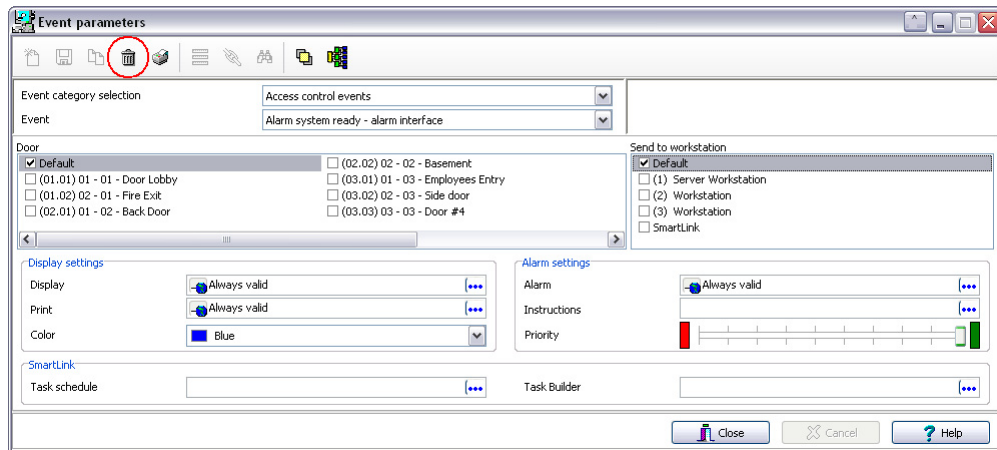 Event parameters
Event category selection
Access control events
Event
Alarm system ready - alarm interface
Door
Default
(01.01) 01 - 01 - Door Lobby
(01.02) 02 - 01 - Fire Exit
(02.01) 01 - 02 - Back Door
(02.02) 02 - 02 - Basement
(03.01) 01 - 03 - Employees Entry
(03.02) 02 - 03 - Side door
(03.03) 03 - 03 - Door #4
Send to workstation
Default
(1) Server Workstation
(2) Workstation
(3) Workstation
SmartLink
Display settings
Display
Always valid
Print
Always valid
Color
Blue
Alarm settings
Alarm
Always valid
Instructions
Priority
SmartLink
Task schedule
Task Builder
Close
Cancel
? Help